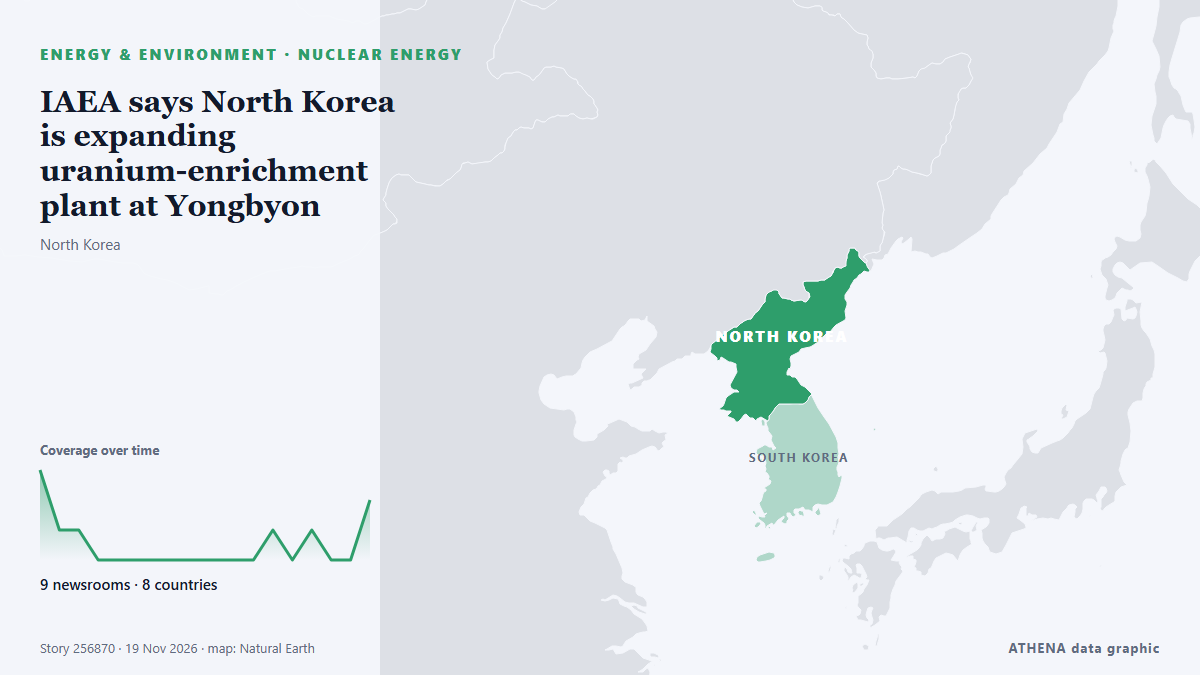 ENERGY & ENVIRONMENT · NUCLEAR ENERGY
IAEA says North Korea
is expanding
uranium-enrichment
plant at Yongbyon
North Korea
NORTH KOREA
SOUTH KOREA
Coverage over time
9 newsrooms · 8 countries
Story 256870 · 19 Nov 2026 · map: Natural Earth
ATHENA data graphic